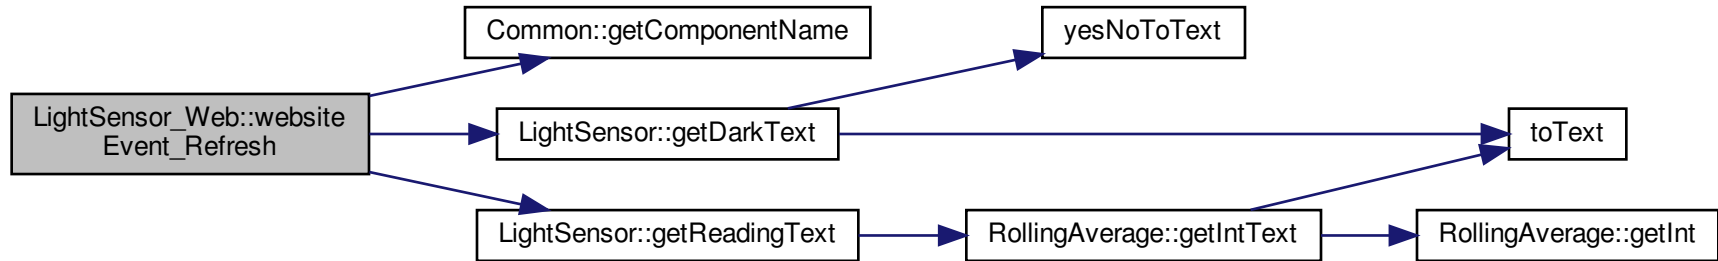 Common::getComponentName
yesNoToText
LightSensor_Web::website
Event_Refresh
LightSensor::getDarkText
toText
LightSensor::getReadingText
RollingAverage::getIntText
RollingAverage::getInt